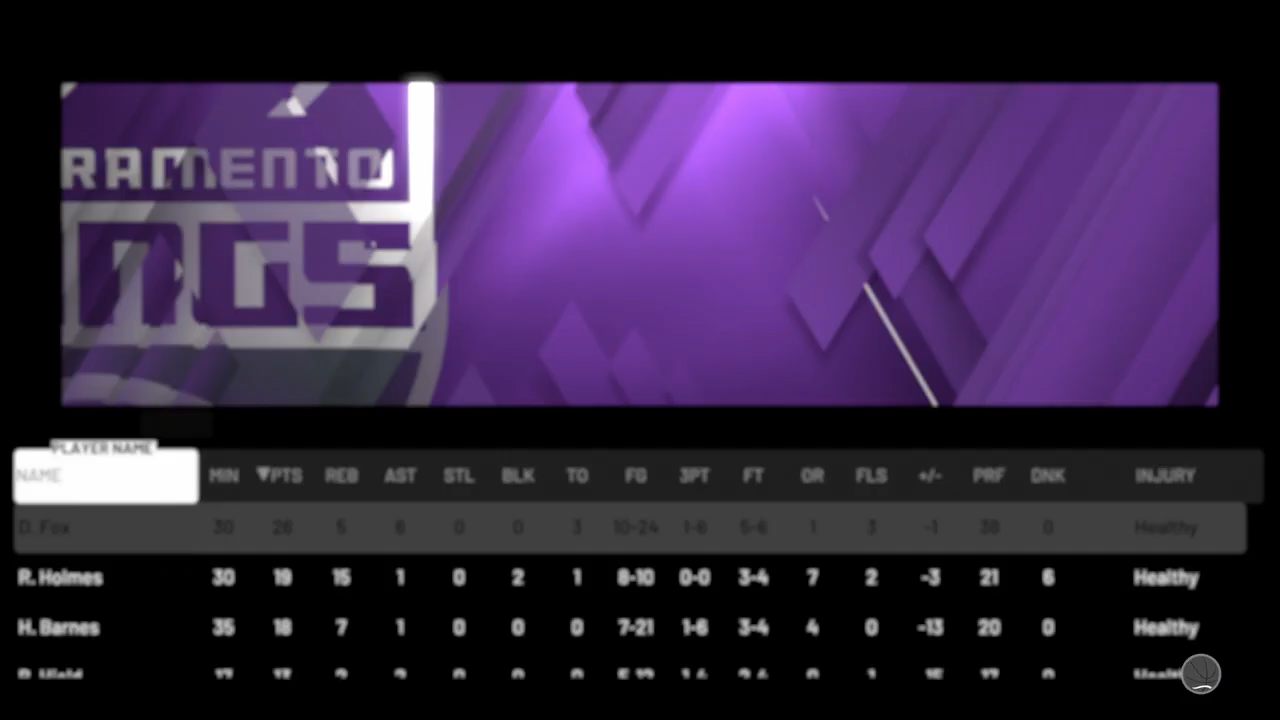 RAMENTO
NGS
PLAYER NAME
NAME MIN ▼PTS REB AST STL BLK TO FG 3PT FT OR FLS +/- PRF DNK INJURY
D. Fox 30 26 5 6 0 0 3 10-24 1-6 5-6 1 3 -1 38 0 Healthy
R. Holmes 30 19 15 1 0 2 1 8-10 0-0 3-4 7 2 -3 21 6 Healthy
H. Barnes 35 18 7 1 0 0 0 7-21 1-6 3-4 4 0 -13 20 0 Healthy